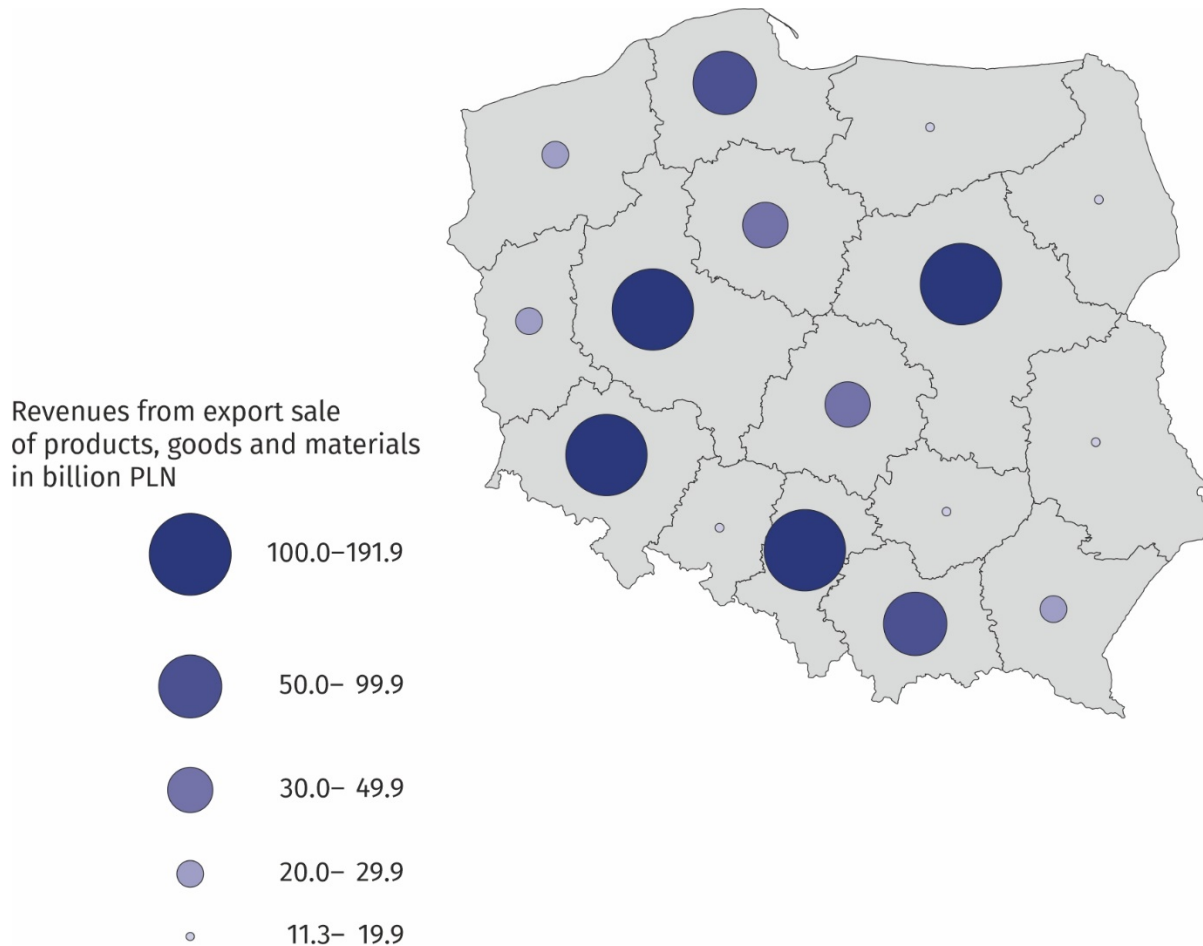 Revenues from export sale
of products, goods and materials
in billion PLN
100.0–191.9
50.0– 99.9
30.0– 49.9
20.0– 29.9
11.3– 19.9